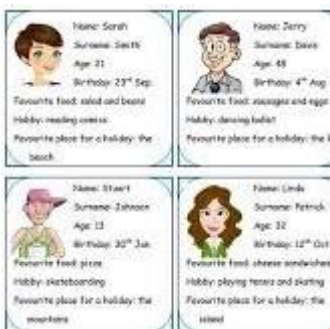 Name: Sarah
Surname: Smith
Age: 21
Birthday: 23rd Sep
Favourite food: salad and beans
Hobby: reading comics
Favourite place for a holiday: the
beach
Name: Jerry
Surname: Davis
Age: 48
Birthday: 4th Aug
Favourite food: sausages and eggs
Hobby: dancing ballet
Favourite place for a holiday: the
Name: Stuart
Surname: Johnson
Age: 13
Birthday: 30th Jan
Favourite food: pizza
Hobby: skateboarding
Favourite place for a holiday: the
mountains
Name: Linda
Surname: Patrick
Age: 32
Birthday: 12th Oct
Favourite food: cheese sandwiches
Hobby: playing tennis and skating
Favourite place for a holiday: the
island